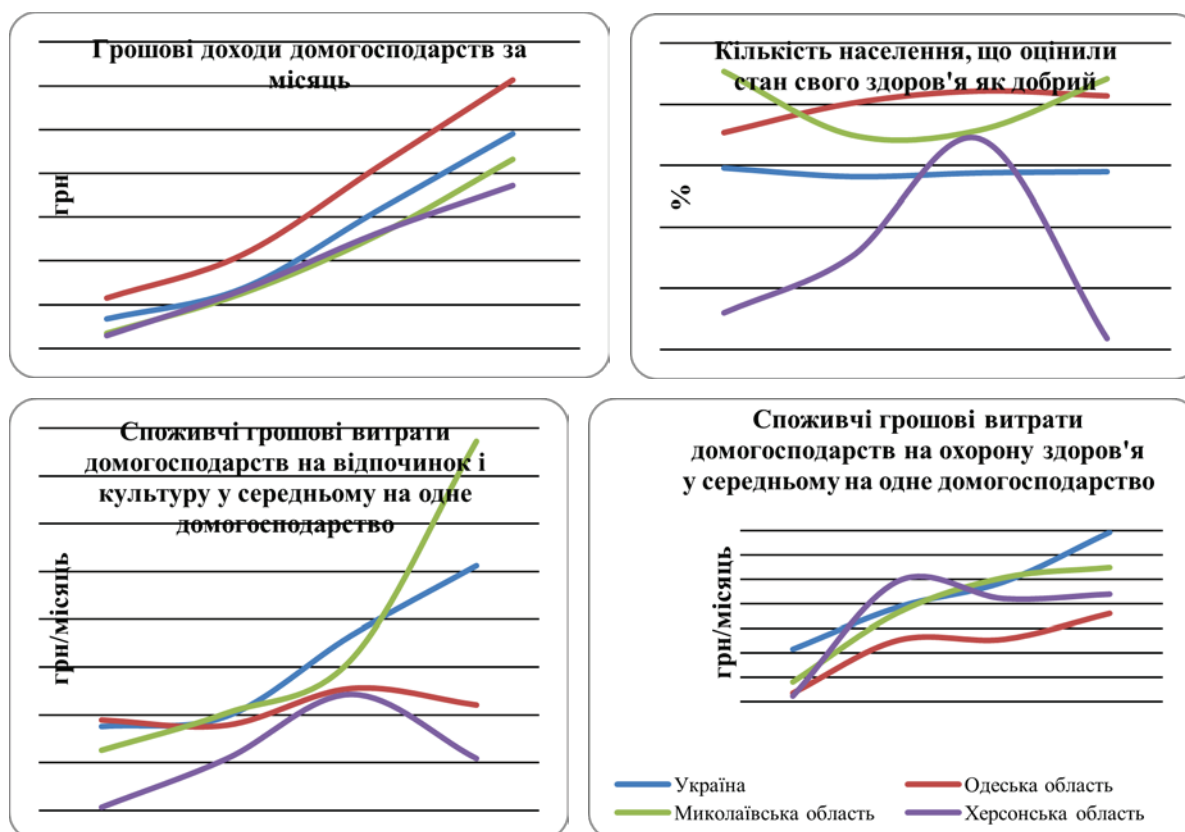 Грошові доходи домогосподарств за
місяць
грн
Кількість населення, що оцінили
стан свого здоров'я як добрий
%
Споживчі грошові витрати
домогосподарств на відпочинок і
культуру у середньому на одне
домогосподарство
грн/місяць
Споживчі грошові витрати
домогосподарств на охорону здоров'я
у середньому на одне домогосподарство
грн/місяць
Україна
Одеська область
Миколаївська область
Херсонська область